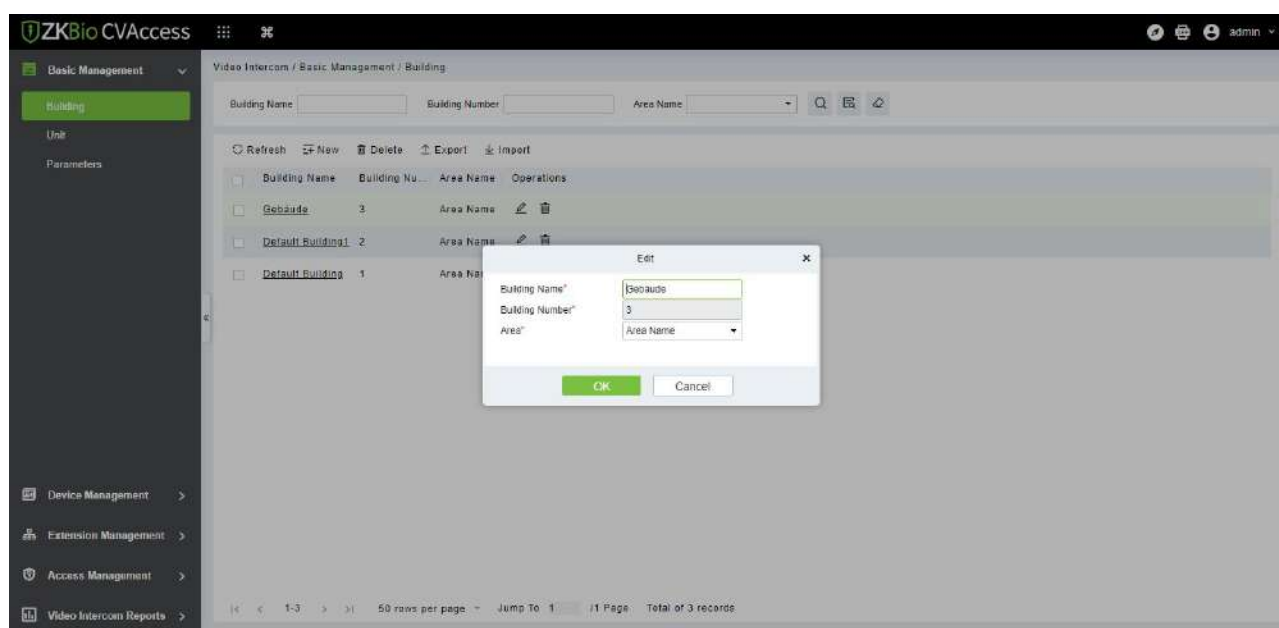 ZKBio CVAccess
admin
Basic Management
Video Intercom / Basic Management / Building
Building
Building Name Building Number Area Name
Unit
Refresh New Delete Export Import
Parameters
Building Name Building Nu... Area Name Operations
Gebäude 3 Area Name
Default Building1 2 Area Name
Default Building 1 Area Na
Edit
Building Name* Gebäude
Building Number* 3
Area* Area Name
OK Cancel
Device Management
Extension Management
Access Management
Video Intercom Reports
1-3 50 rows per page Jump To 1 /1 Page Total of 3 records